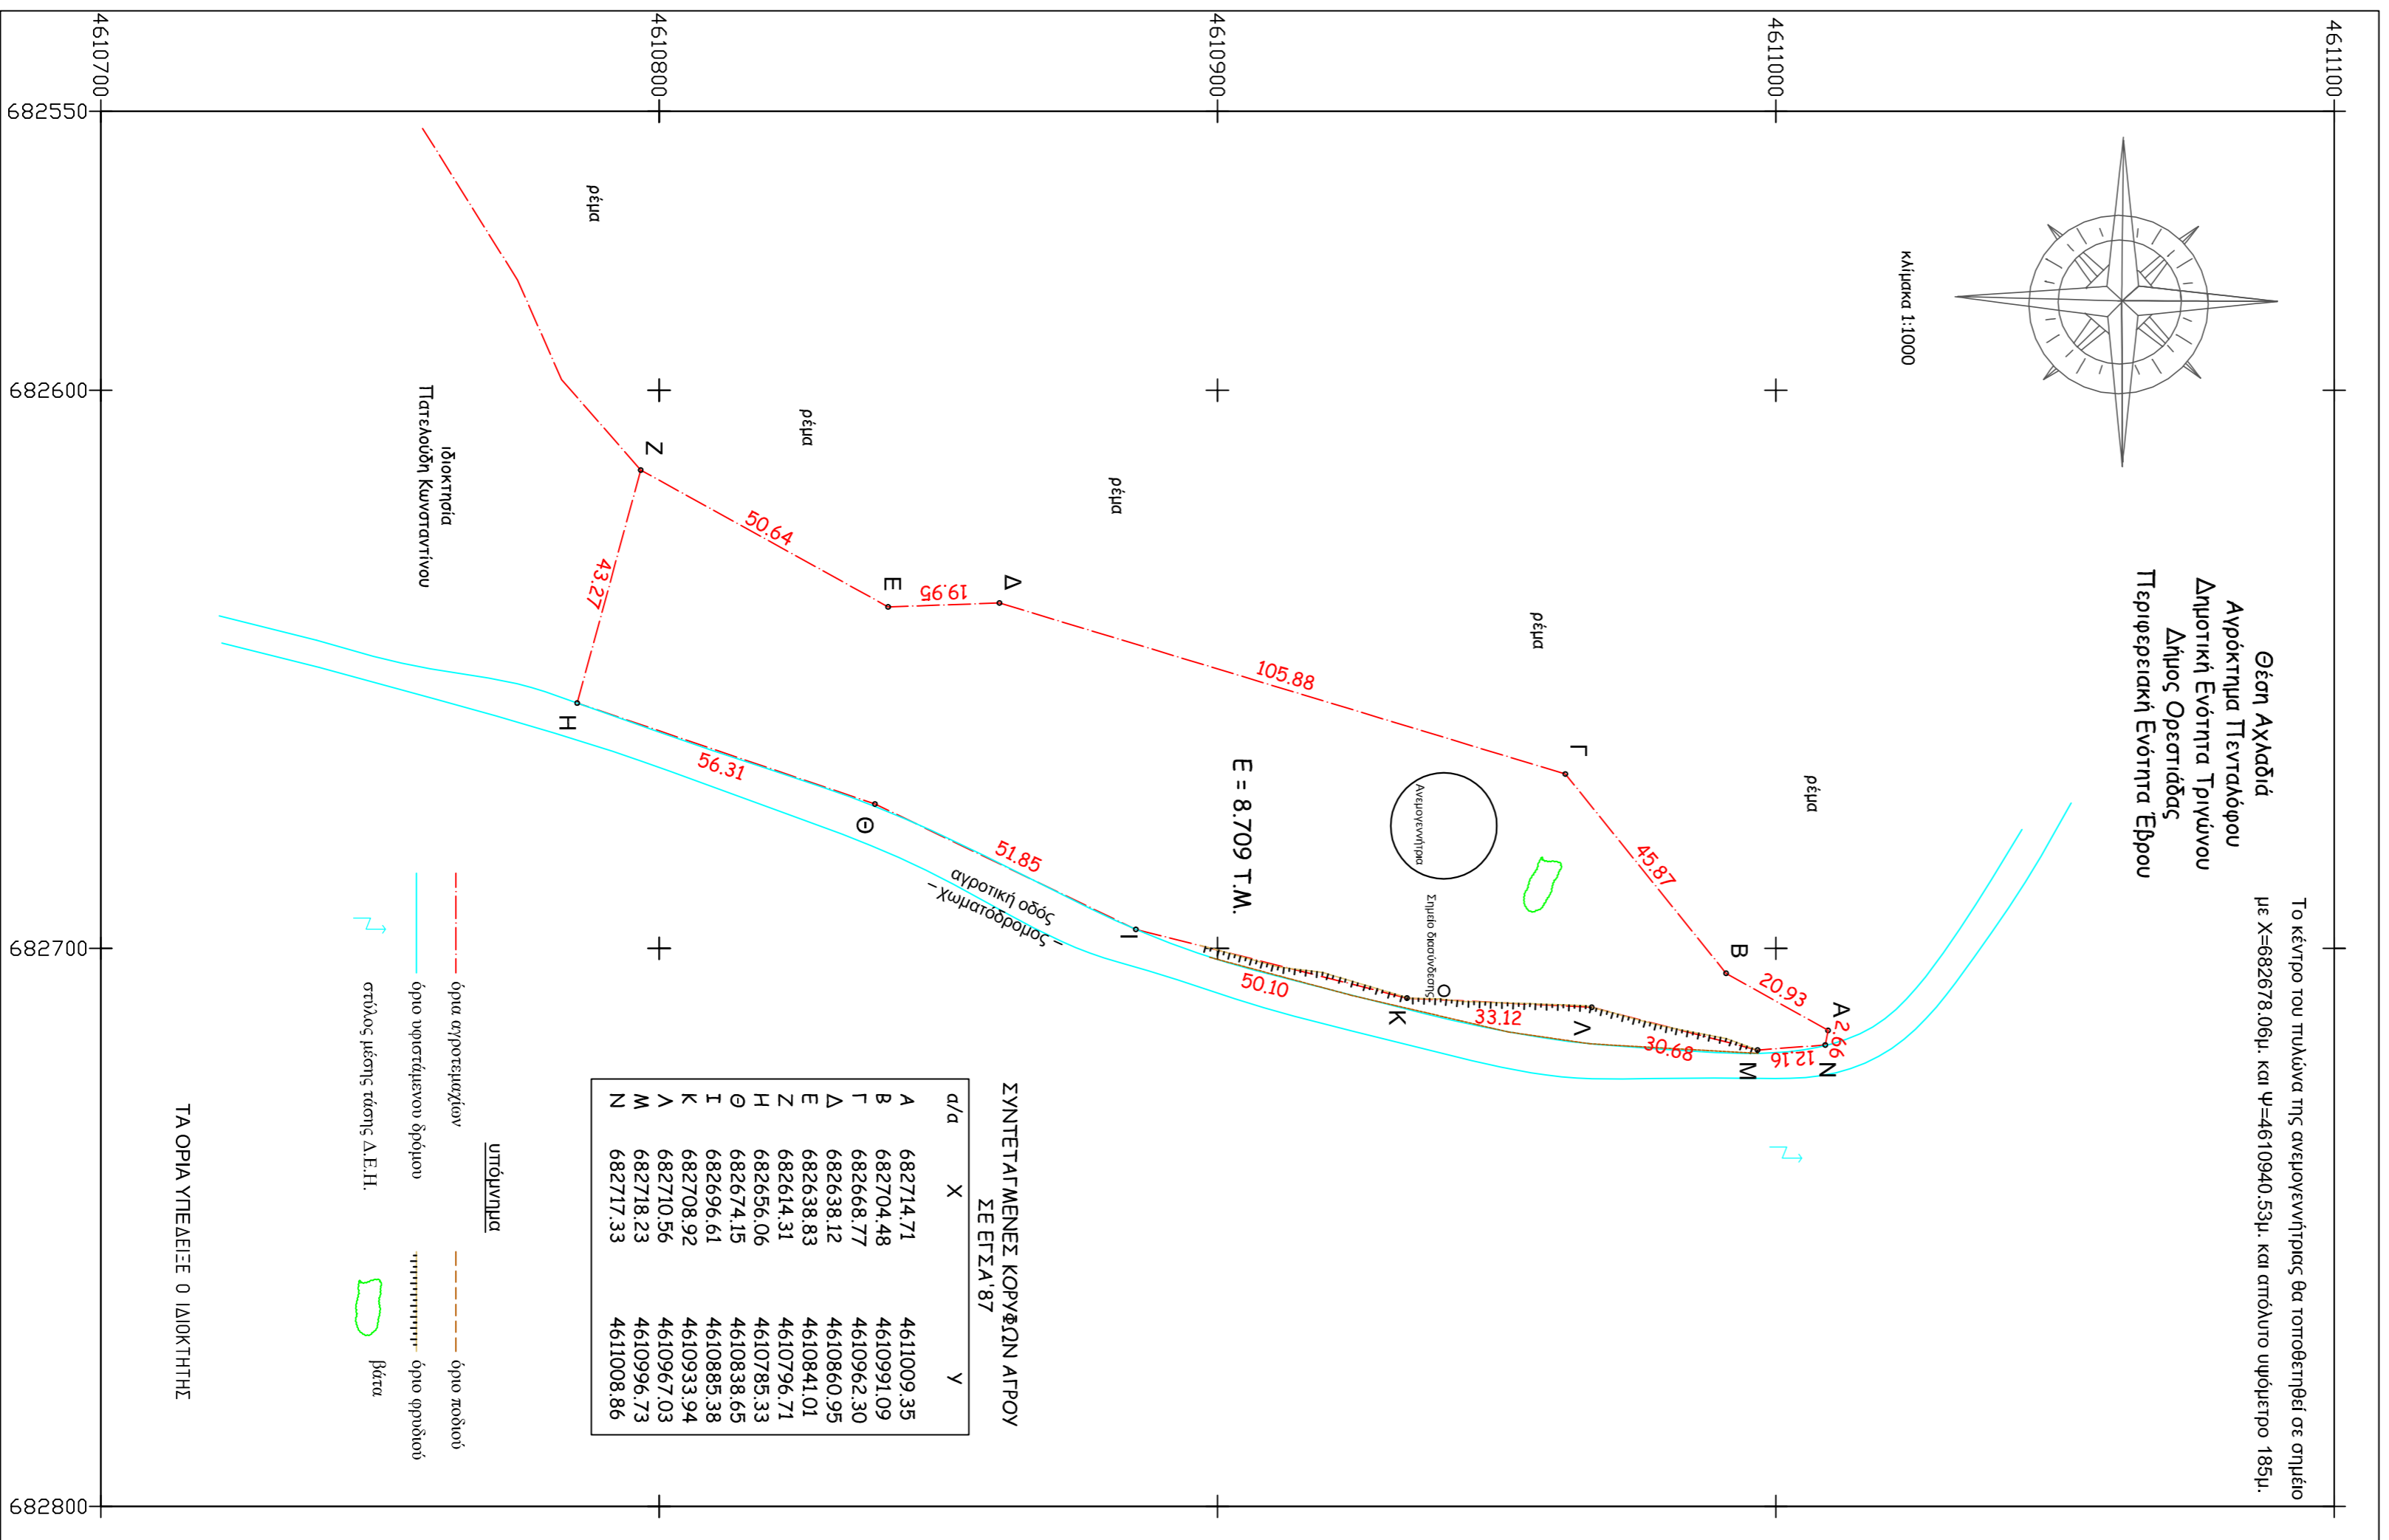 Το κέντρο του πυλώνα της ανεμογεννήτριας θα τοποθετηθεί σε σημείο
με Χ=682678.06μ. και Ψ=4610940.53μ. και απόλυτο υψόμετρο 185μ.
Θέση Αχλαδιά
Αγρόκτημα Πενταλόφου
Δημοτική Ενότητα Τριγώνου
Δήμος Ορεστιάδας
Περιφερειακή Ενότητα Έβρου
κλίμακα 1:1000
4611100
4611000
4610900
4610800
4610700
682550
682600
682700
682800
ρέμα
ρέμα
ρέμα
ρέμα
ρέμα
Α
2.66
Ν
12.16
Μ
20.93
Β
30.68
45.87
Λ
33.12
Γ
Κ
Ανεμογεννήτρια
Σημείο διασύνδεσης
50.10
105.88
Ε = 8.709 Τ.Μ.
Ι
51.85
αγροτική οδός
–χωματόδρομος –
Δ
19.95
Ε
Θ
50.64
56.31
Ζ
43.27
Η
ιδιοκτησία
Πατελούδη Κωνσταντίνου
ΣΥΝΤΕΤΑΓΜΕΝΕΣ ΚΟΡΥΦΩΝ ΑΓΡΟΥ
ΣΕ ΕΓΣΑ'87
α/α Χ Υ
Α 682714.71 4611009.35
Β 682704.48 4610991.09
Γ 682668.77 4610962.30
Δ 682638.12 4610860.95
Ε 682638.83 4610841.01
Ζ 682614.31 4610796.71
Η 682656.06 4610785.33
Θ 682674.15 4610838.65
Ι 682696.61 4610885.38
Κ 682708.92 4610933.94
Λ 682710.56 4610967.03
Μ 682718.23 4610996.73
Ν 682717.33 4611008.86
υπόμνημα
όρια αγροτεμαχίον
όριο ποδιού
όριο υφιστάμενου δρόμου
όριο φρυδιού
στύλος μέσης τάσης Δ.Ε.Η.
βάτα
ΤΑ ΟΡΙΑ ΥΠΕΔΕΙΞΕ Ο ΙΔΙΟΚΤΗΤΗΣ